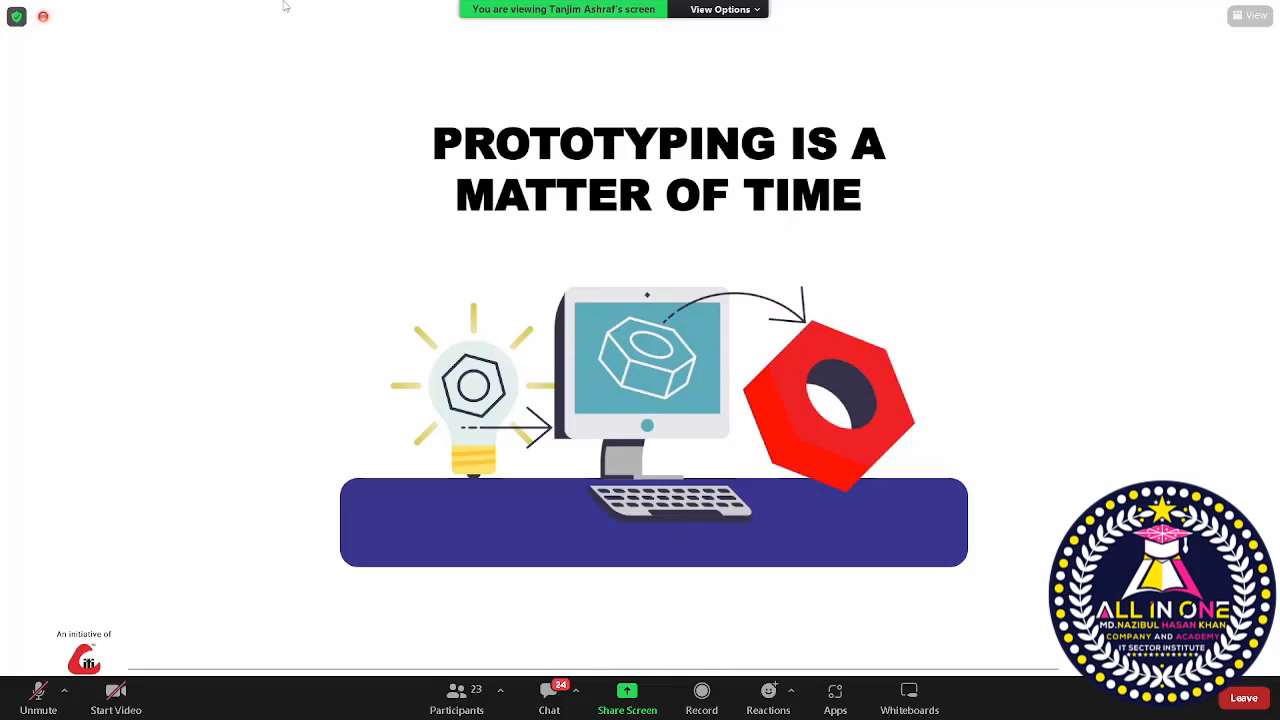 You are viewing Tanjim Ashraf's screen
View Options
View
PROTOTYPING IS A
MATTER OF TIME
An initiative of
ALL IN ONE
MD.NAZIBUL HASAN KHAN
COMPANY AND ACADEMY
IT SECTOR INSTITUTE
Unmute
Start Video
23
Participants
24
Chat
Share Screen
Record
Reactions
Apps
Whiteboards
Leave